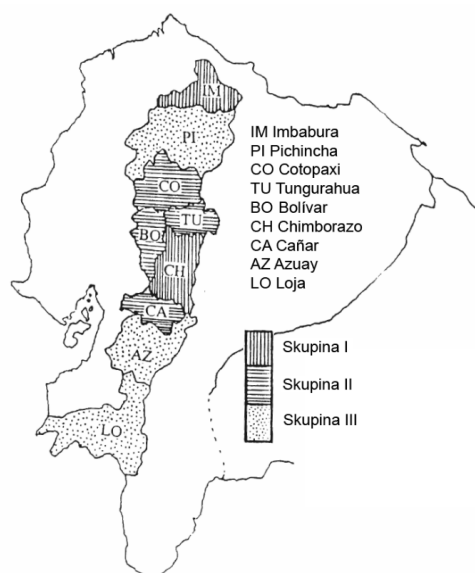 IM
PI
CO
TU
BO
CH
CA
AZ
LO
IM Imbabura
PI Pichincha
CO Cotopaxi
TU Tungurahua
BO Bolívar
CH Chimborazo
CA Cañar
AZ Azuay
LO Loja
Skupina I
Skupina II
Skupina III